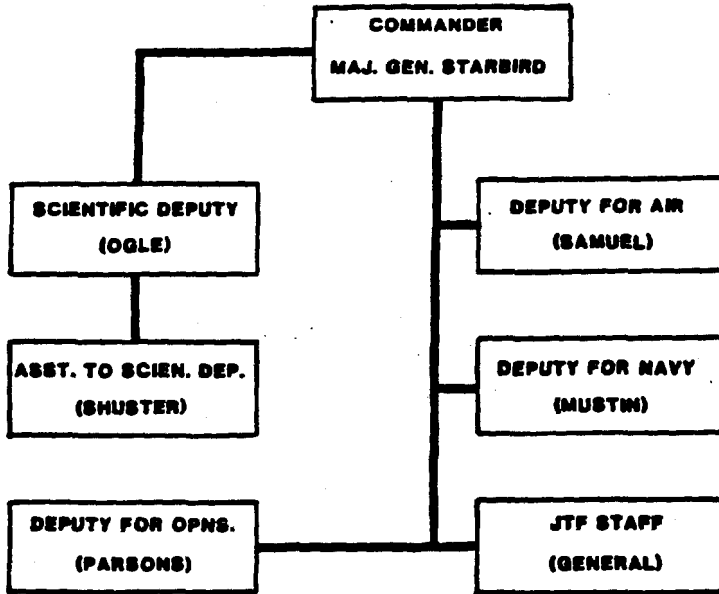 COMMANDER
MAJ. GEN. STARBIRD
SCIENTIFIC DEPUTY
(OGLE)
DEPUTY FOR AIR
(SAMUEL)
ASST. TO SCIEN. DEP.
(SHUSTER)
DEPUTY FOR NAVY
(MUSTIN)
DEPUTY FOR OPNS.
(PARSONS)
JTF STAFF
(GENERAL)